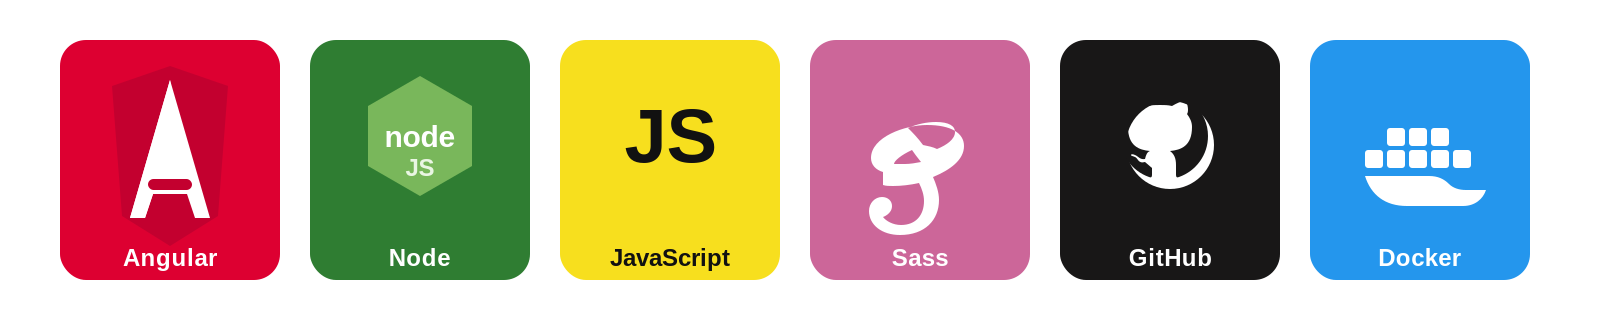 Angular
node
JS
Node
JS
JavaScript
Sass
GitHub
Docker